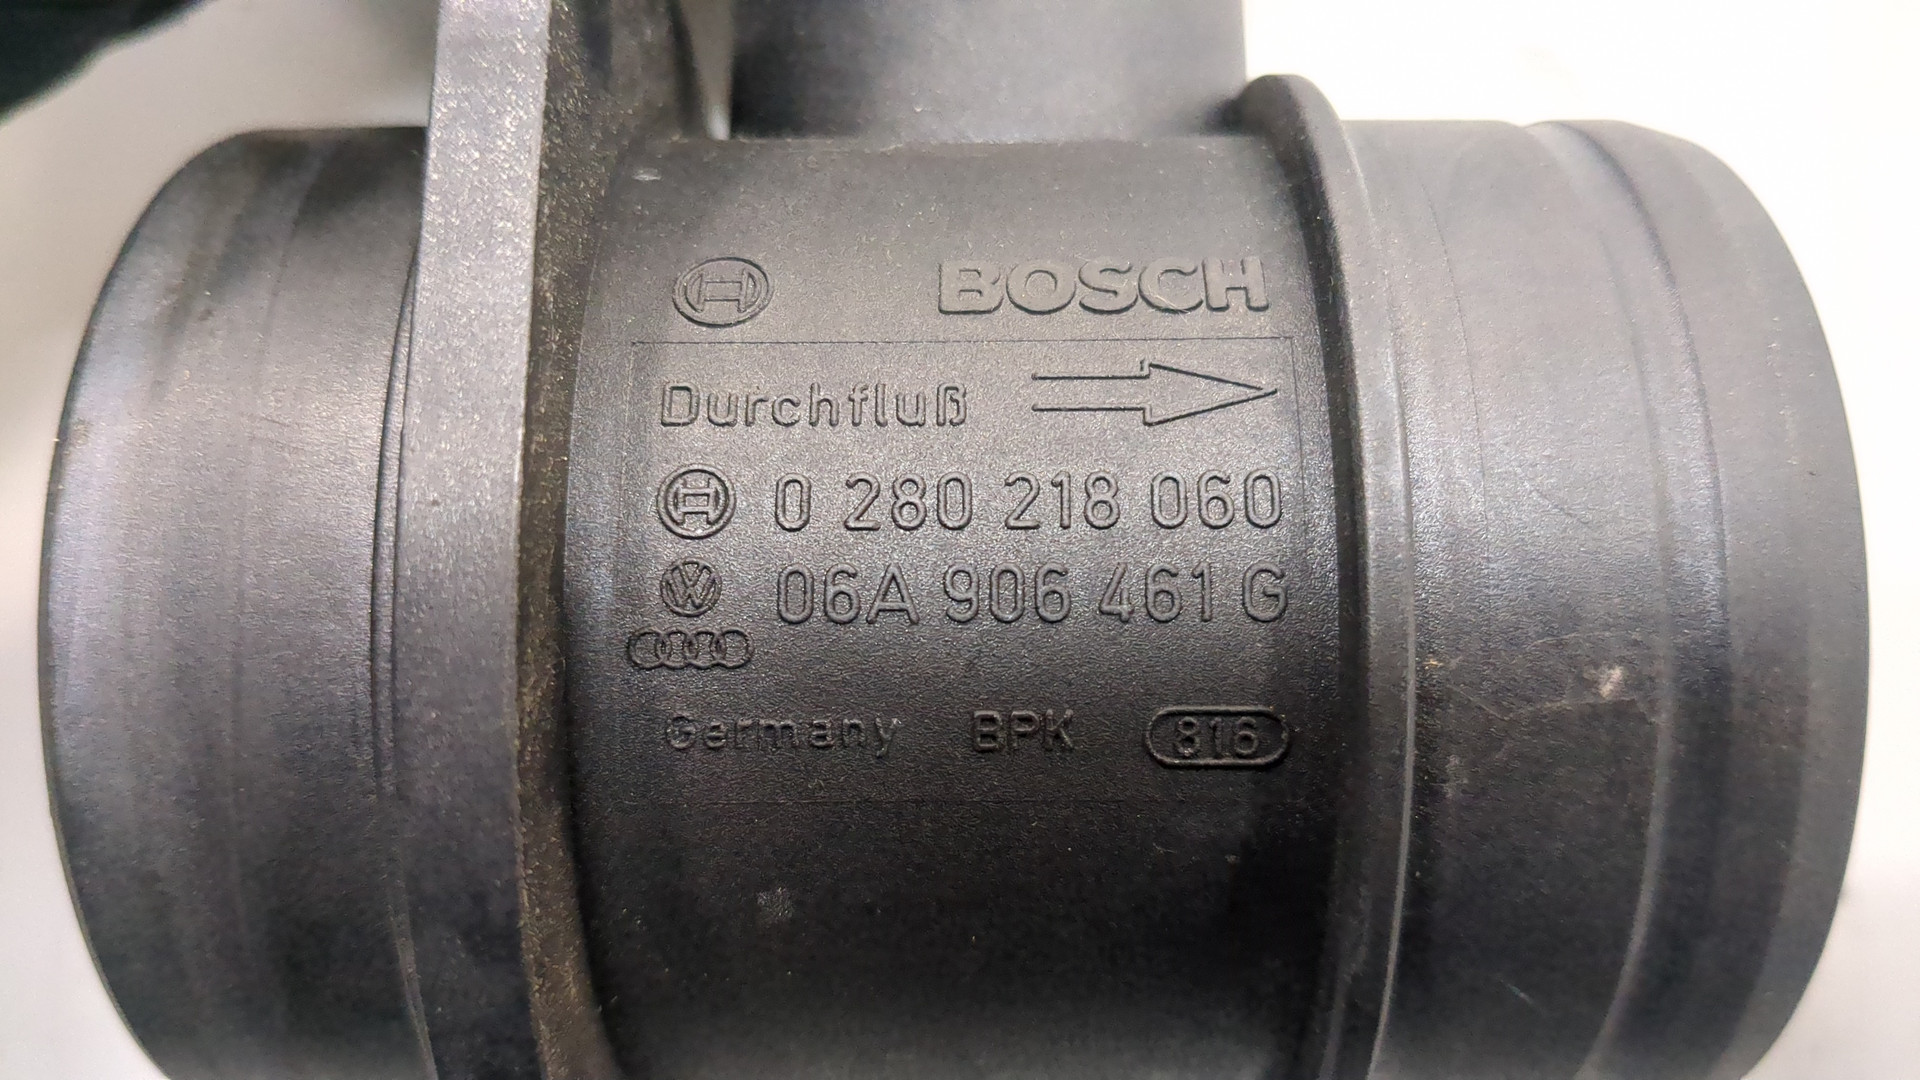 BOSCH
Durchfluß
0 280 218 060
06A 906 461 G
Germany BPK 816